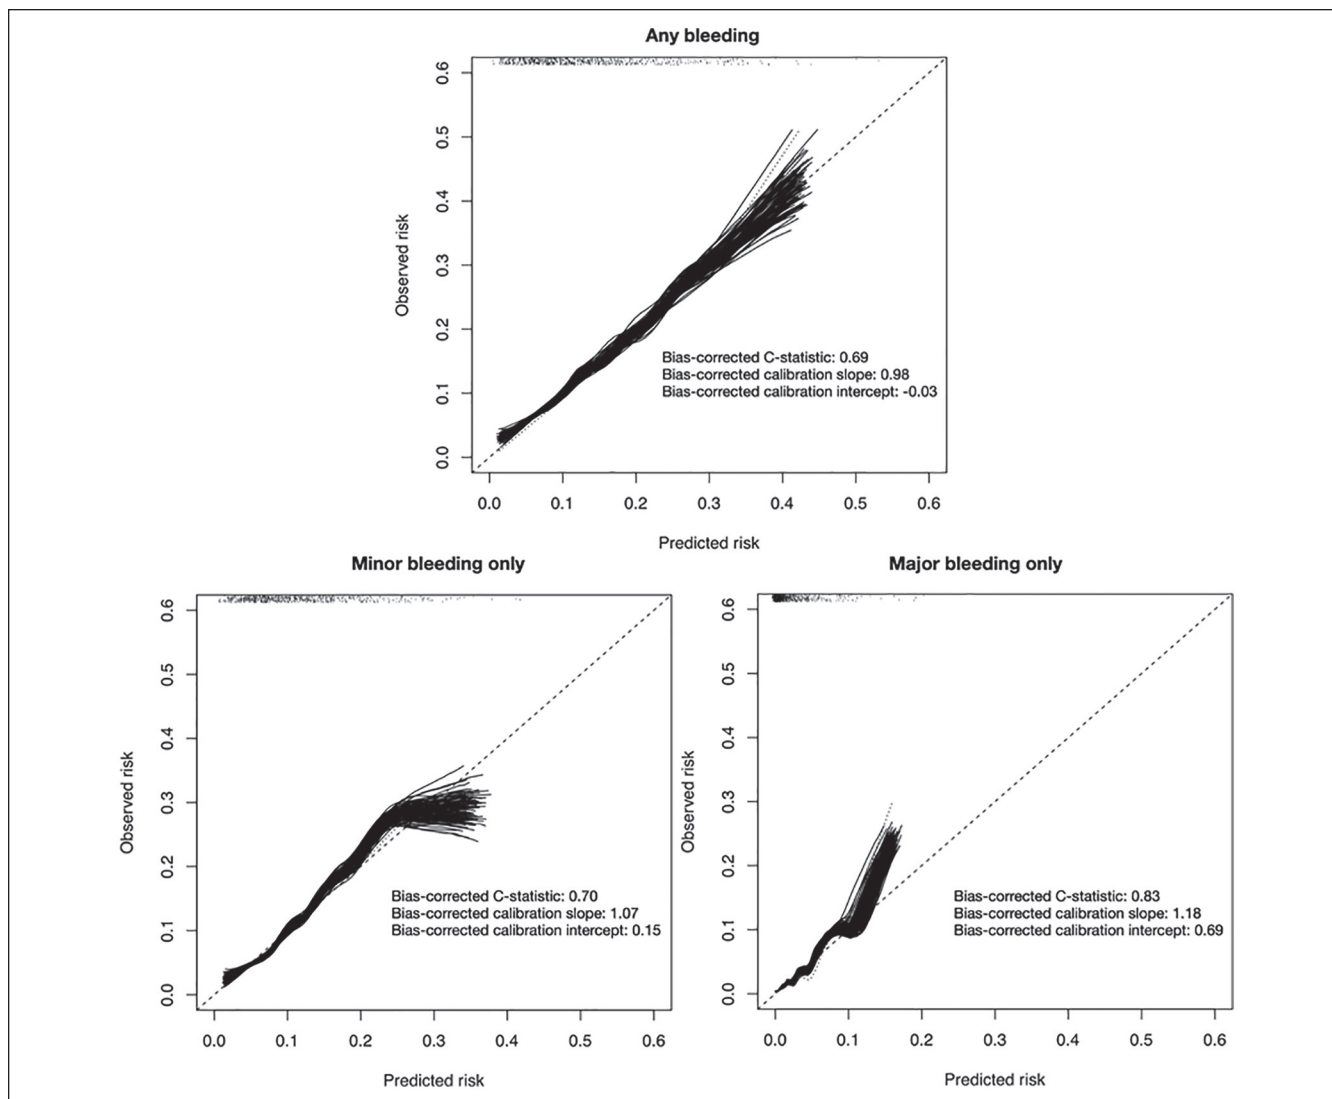 Any bleeding
0.6
0.5
0.4
0.3
0.2
0.1
0.0
Observed risk
Bias-corrected C-statistic: 0.69
Bias-corrected calibration slope: 0.98
Bias-corrected calibration intercept: -0.03
0.0 0.1 0.2 0.3 0.4 0.5 0.6
Predicted risk
Minor bleeding only
0.6
0.5
0.4
0.3
0.2
0.1
0.0
Observed risk
Bias-corrected C-statistic: 0.70
Bias-corrected calibration slope: 1.07
Bias-corrected calibration intercept: 0.15
0.0 0.1 0.2 0.3 0.4 0.5 0.6
Predicted risk
Major bleeding only
0.6
0.5
0.4
0.3
0.2
0.1
0.0
Observed risk
Bias-corrected C-statistic: 0.83
Bias-corrected calibration slope: 1.18
Bias-corrected calibration intercept: 0.69
0.0 0.1 0.2 0.3 0.4 0.5 0.6
Predicted risk